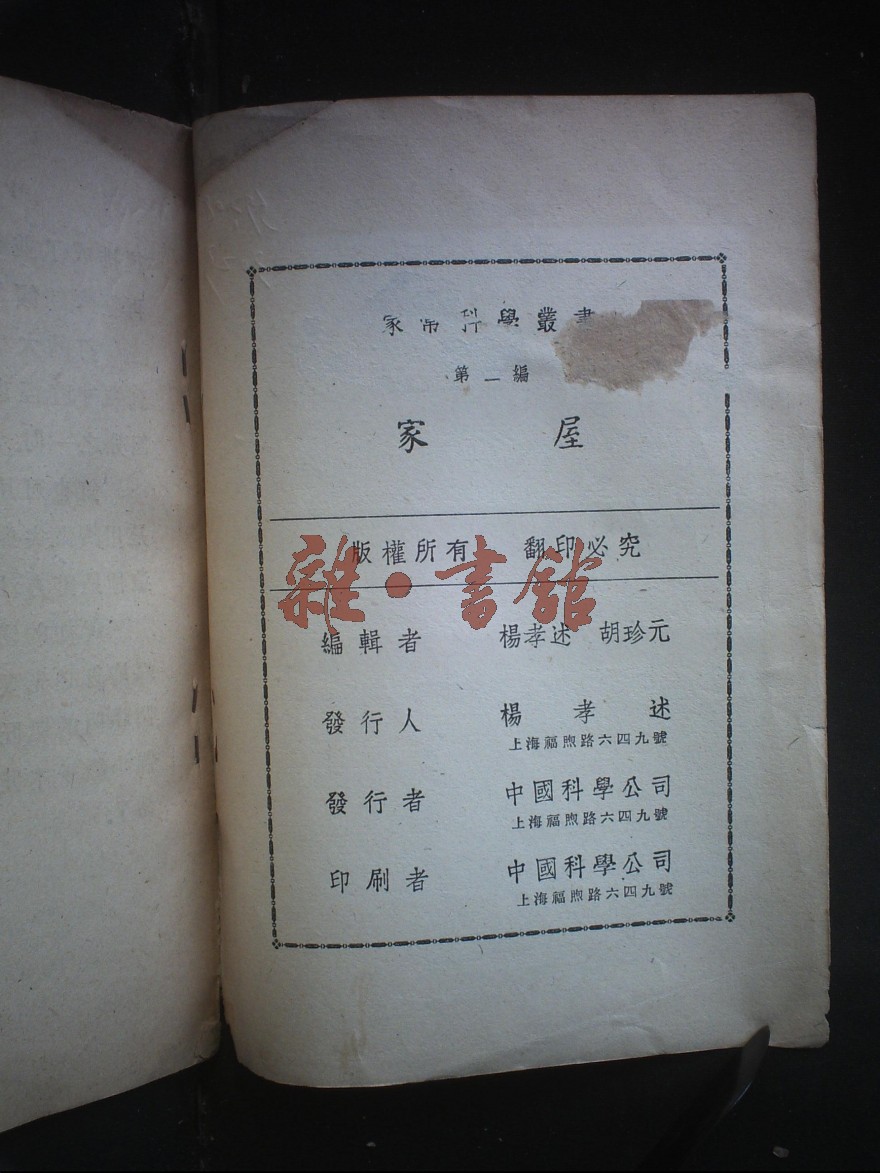 家常科學叢書
第一編
家屋
版權所有 翻印必究
雜·書館
編輯者 楊孝述 胡珍元
發行人 楊孝述
上海福煦路六四九號
發行者 中國科學公司
上海福煦路六四九號
印刷者 中國科學公司
上海福煦路六四九號